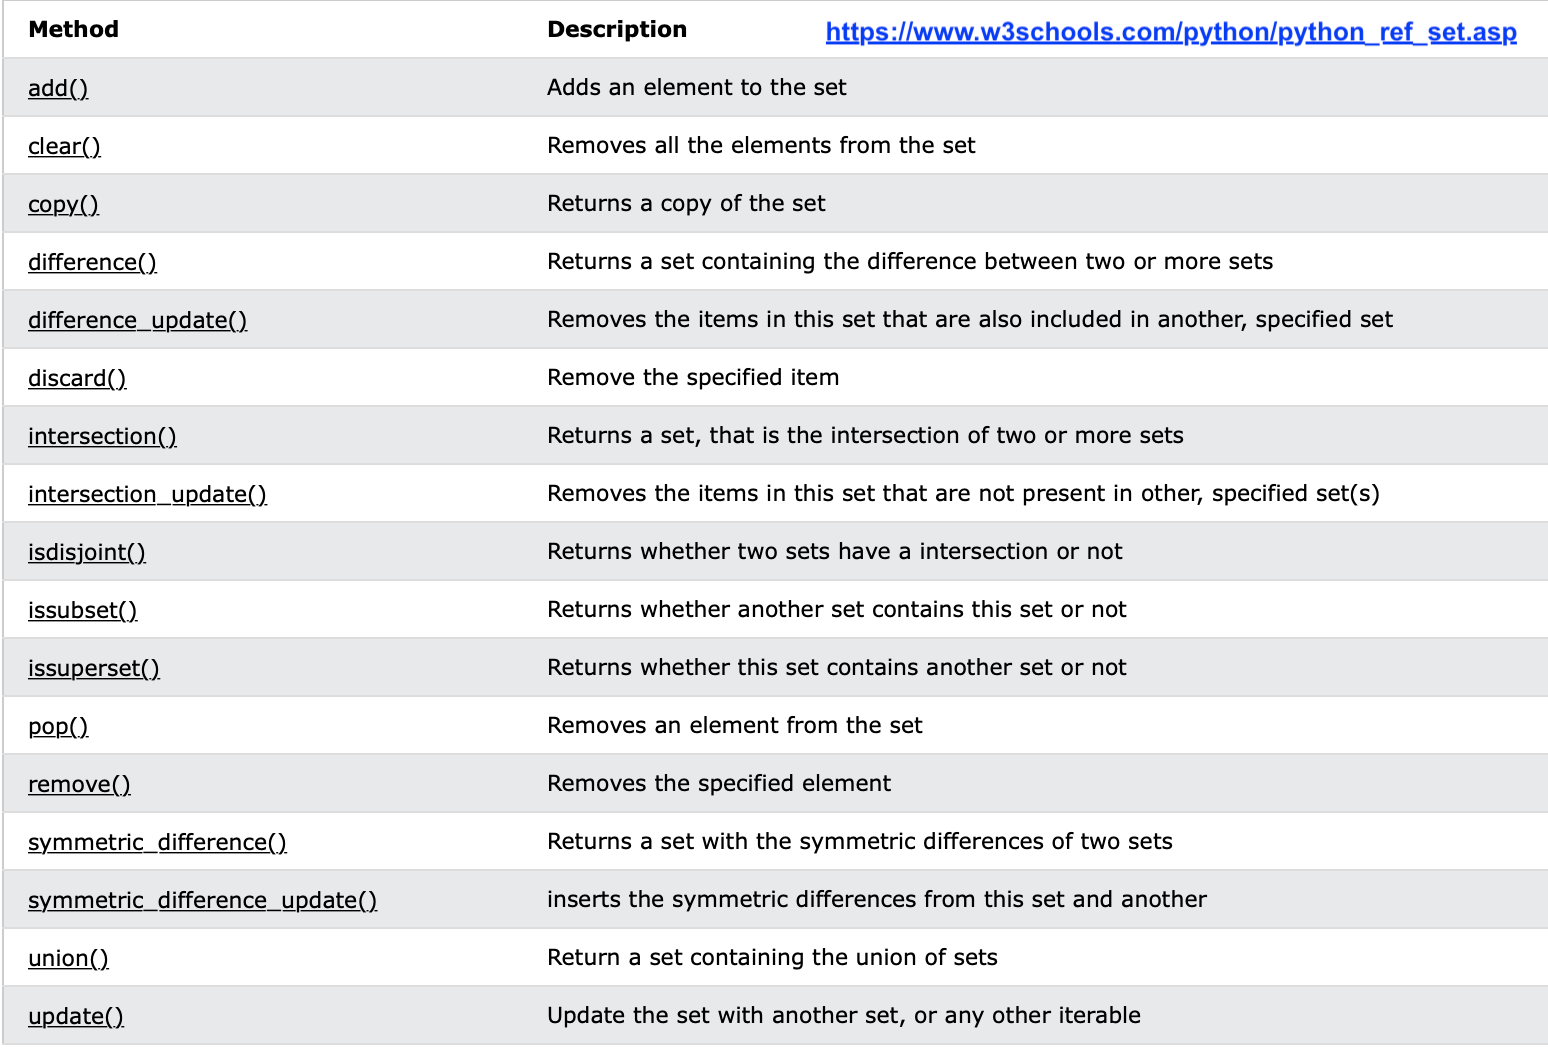 Method Description https://www.w3schools.com/python/python_ref_set.asp
add() Adds an element to the set
clear() Removes all the elements from the set
copy() Returns a copy of the set
difference() Returns a set containing the difference between two or more sets
difference_update() Removes the items in this set that are also included in another, specified set
discard() Remove the specified item
intersection() Returns a set, that is the intersection of two or more sets
intersection_update() Removes the items in this set that are not present in other, specified set(s)
isdisjoint() Returns whether two sets have a intersection or not
issubset() Returns whether another set contains this set or not
issuperset() Returns whether this set contains another set or not
pop() Removes an element from the set
remove() Removes the specified element
symmetric_difference() Returns a set with the symmetric differences of two sets
symmetric_difference_update() inserts the symmetric differences from this set and another
union() Return a set containing the union of sets
update() Update the set with another set, or any other iterable